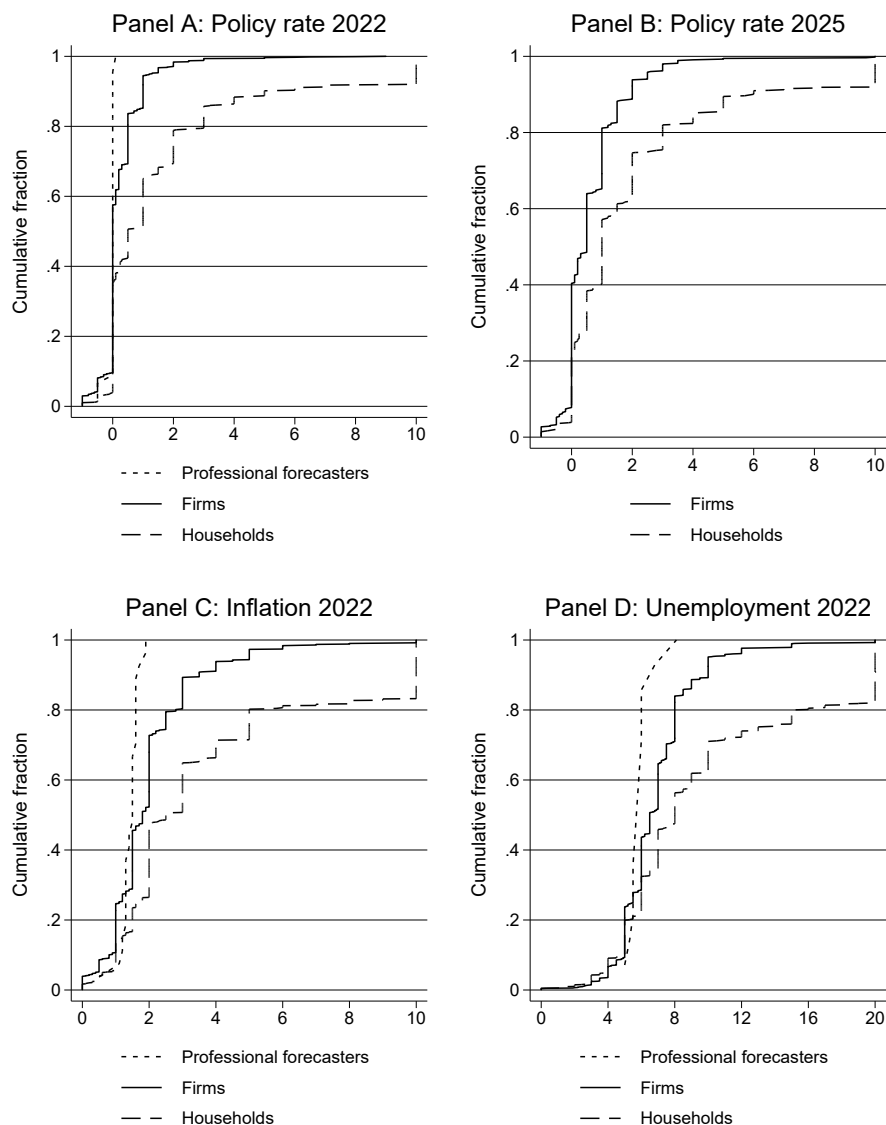 Panel A: Policy rate 2022
Cumulative fraction
1
.8
.6
.4
.2
0
0 2 4 6 8 10
Professional forecasters
Firms
Households
Panel B: Policy rate 2025
Cumulative fraction
1
.8
.6
.4
.2
0
0 2 4 6 8 10
Firms
Households
Panel C: Inflation 2022
Cumulative fraction
1
.8
.6
.4
.2
0
0 2 4 6 8 10
Professional forecasters
Firms
Households
Panel D: Unemployment 2022
Cumulative fraction
1
.8
.6
.4
.2
0
0 4 8 12 16 20
Professional forecasters
Firms
Households